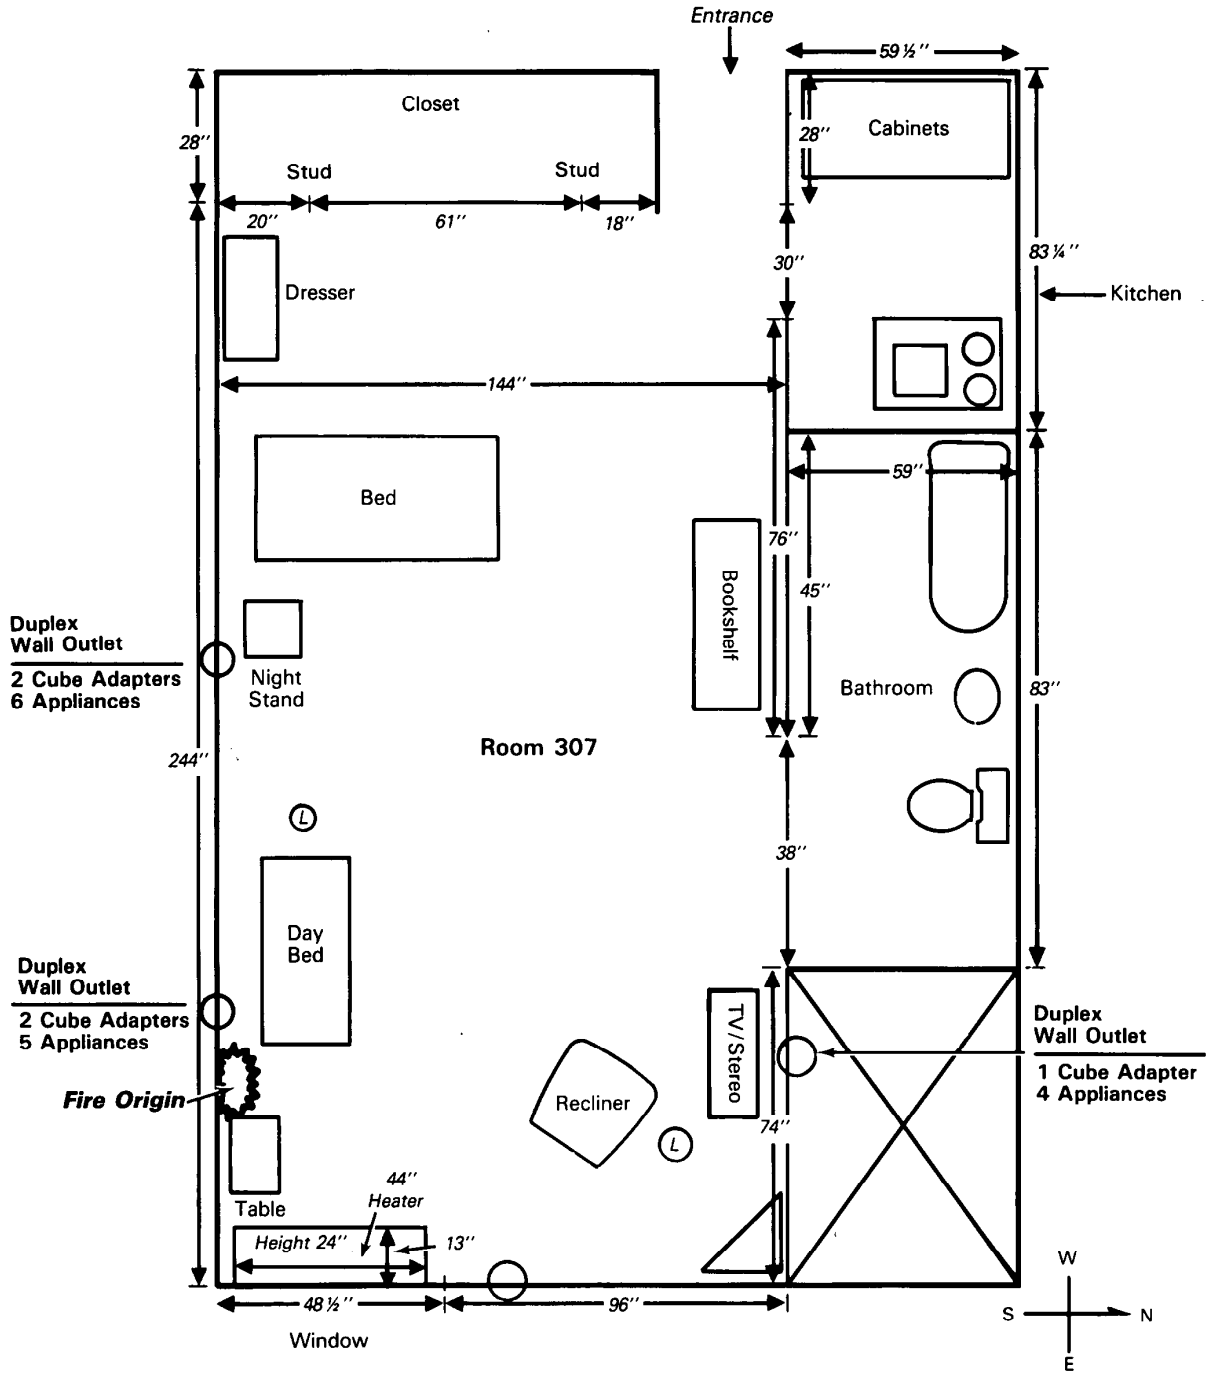 Entrance
59 ½″
Closet
28″
28″
Cabinets
Stud
Stud
20″
61″
18″
30″
83 ¼″
Dresser
Kitchen
144″
59″
Bed
76″
45″
Bookshelf
Duplex
Wall Outlet
2 Cube Adapters
6 Appliances
Night
Stand
Bathroom
83″
Room 307
244″
L
38″
Day
Bed
Duplex
Wall Outlet
2 Cube Adapters
5 Appliances
TV/Stereo
Duplex
Wall Outlet
1 Cube Adapter
4 Appliances
Fire Origin
Recliner
74″
L
44″
Heater
Table
Height 24″
13″
W
S
N
E
48 ½″
96″
Window